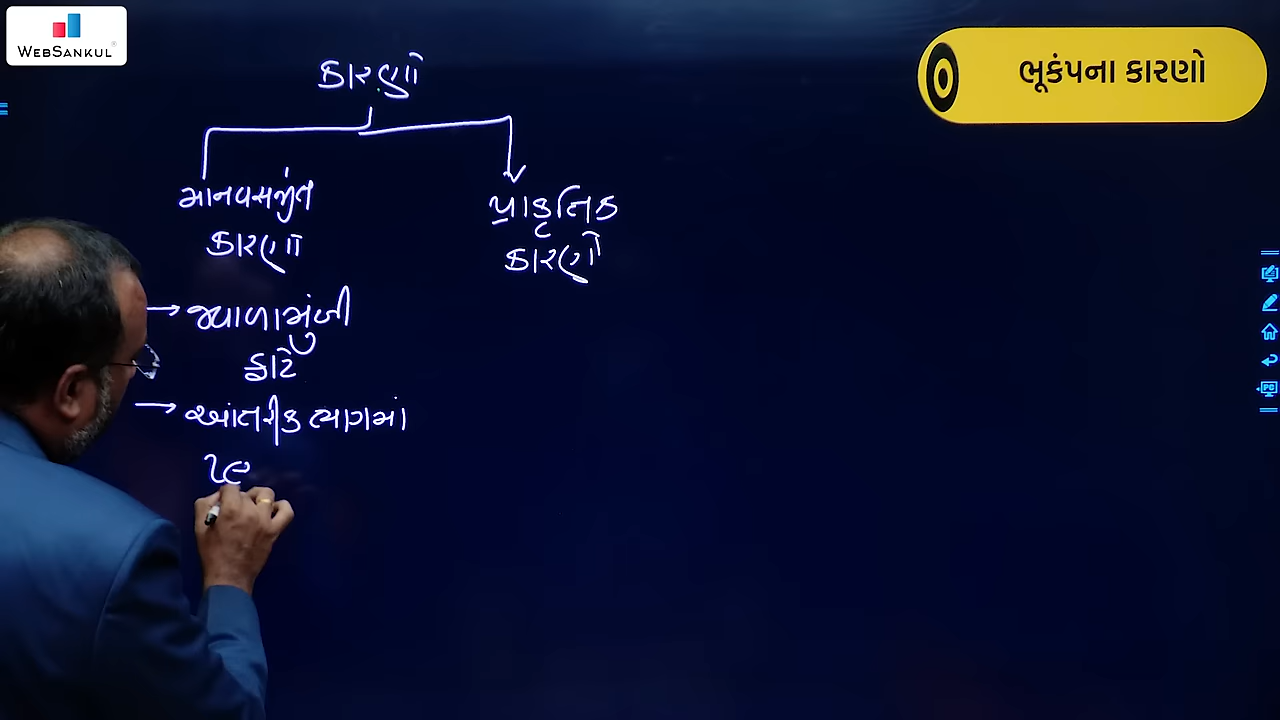 WEBSANKUL
ભૂકંપના કારણો
કારણો
માનવસર્જીત
કારણો
પ્રાકૃતિક
કારણો
→ જ્વાળામુખી
ફાટે
→ આંતરીક ભાગમાં